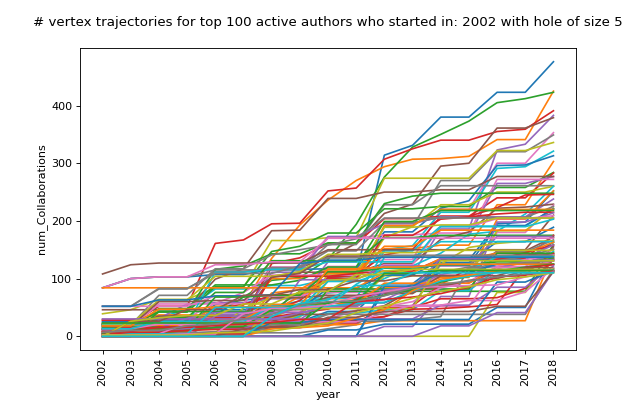 # vertex trajectories for top 100 active authors who started in: 2002 with hole of size 5
num_Collaborations
400
300
200
100
0
2002 2003 2004 2005 2006 2007 2008 2009 2010 2011 2012 2013 2014 2015 2016 2017 2018
year